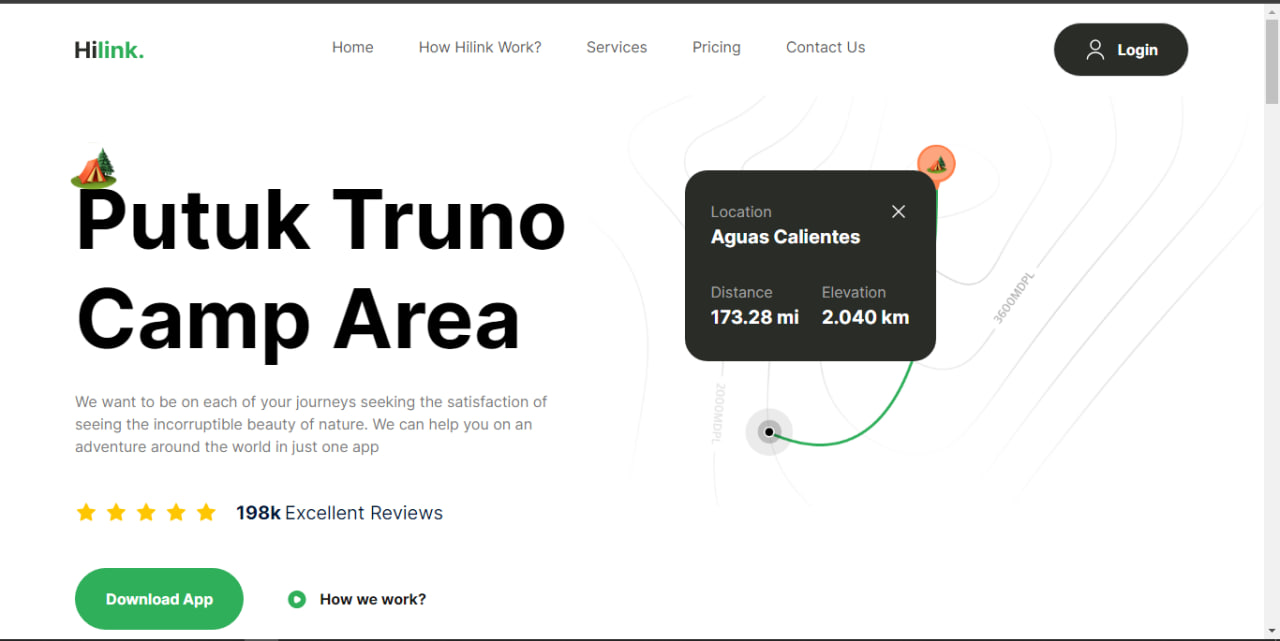 Hilink.
Home
How Hilink Work?
Services
Pricing
Contact Us
Login
Putuk Truno
Camp Area
We want to be on each of your journeys seeking the satisfaction of
seeing the incorruptible beauty of nature. We can help you on an
adventure around the world in just one app
198k Excellent Reviews
Download App
How we work?
Location
Aguas Calientes
Distance
Elevation
173.28 mi
2.040 km
3600MDPL
2000MDPL